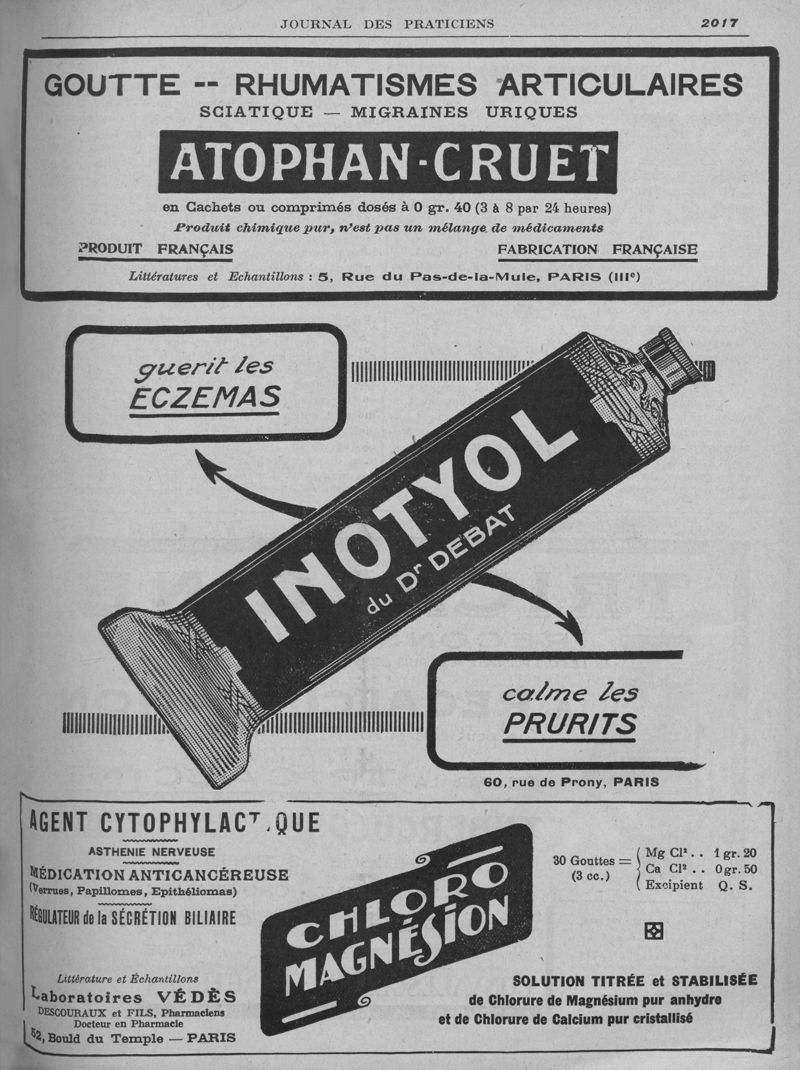 JOURNAL DES PRATICIENS 2017
GOUTTE -- RHUMATISMES ARTICULAIRES
SCIATIQUE — MIGRAINES URIQUES
ATOPHAN-CRUET
en Cachets ou comprimés dosés à 0 gr. 40 (3 à 8 par 24 heures)
Produit chimique pur, n'est pas un mélange de médicaments
PRODUIT FRANÇAIS FABRICATION FRANÇAISE
Littératures et Echantillons : 5, Rue du Pas-de-la-Mule, PARIS (IIIe)
guerit les
ECZEMAS
INOTYOL
du Dr DEBAT
calme les
PRURITS
60, rue de Prony, PARIS
AGENT CYTOPHYLACTIQUE
ASTHENIE NERVEUSE
MÉDICATION ANTICANCÉREUSE
(Verrues, Papillomes, Epithéliomas)
RÉGULATEUR de la SÉCRÉTION BILIAIRE
Littérature et Échantillons
Laboratoires VÉDÈS
DESCOURAUX et FILS, Pharmaciens
Docteur en Pharmacie
52, Bould du Temple — PARIS
CHLORO
MAGNÉSION
30 Gouttes =
(3 cc.)
Mg Cl² . . 1 gr. 20
Ca Cl² . . 0 gr. 50
Excipient Q. S.
SOLUTION TITRÉE et STABILISÉE
de Chlorure de Magnésium pur anhydre
et de Chlorure de Calcium pur cristallisé